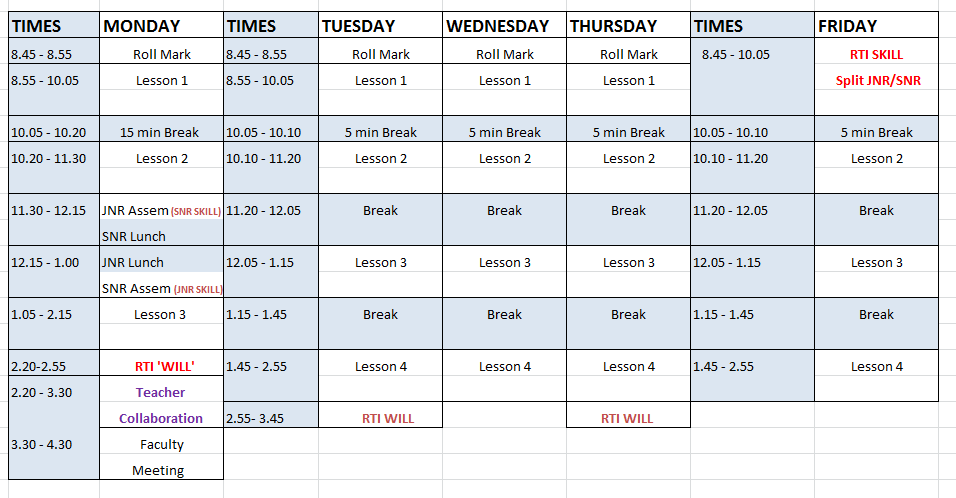 TIMES MONDAY TIMES TUESDAY WEDNESDAY THURSDAY TIMES FRIDAY
8.45 - 8.55 Roll Mark 8.45 - 8.55 Roll Mark Roll Mark Roll Mark 8.45 - 10.05 RTI SKILL
8.55 - 10.05 Lesson 1 8.55 - 10.05 Lesson 1 Lesson 1 Lesson 1 Split JNR/SNR
10.05 - 10.20 15 min Break 10.05 - 10.10 5 min Break 5 min Break 5 min Break 10.05 - 10.10 5 min Break
10.20 - 11.30 Lesson 2 10.10 - 11.20 Lesson 2 Lesson 2 Lesson 2 10.10 - 11.20 Lesson 2
11.30 - 12.15 JNR Assem (SNR SKILL) 11.20 - 12.05 Break Break Break 11.20 - 12.05 Break
SNR Lunch
12.15 - 1.00 JNR Lunch 12.05 - 1.15 Lesson 3 Lesson 3 Lesson 3 12.05 - 1.15 Lesson 3
SNR Assem (JNR SKILL)
1.05 - 2.15 Lesson 3 1.15 - 1.45 Break Break Break 1.15 - 1.45 Break
2.20-2.55 RTI 'WILL' 1.45 - 2.55 Lesson 4 Lesson 4 Lesson 4 1.45 - 2.55 Lesson 4
2.20 - 3.30 Teacher
Collaboration 2.55- 3.45 RTI WILL RTI WILL
3.30 - 4.30 Faculty
Meeting